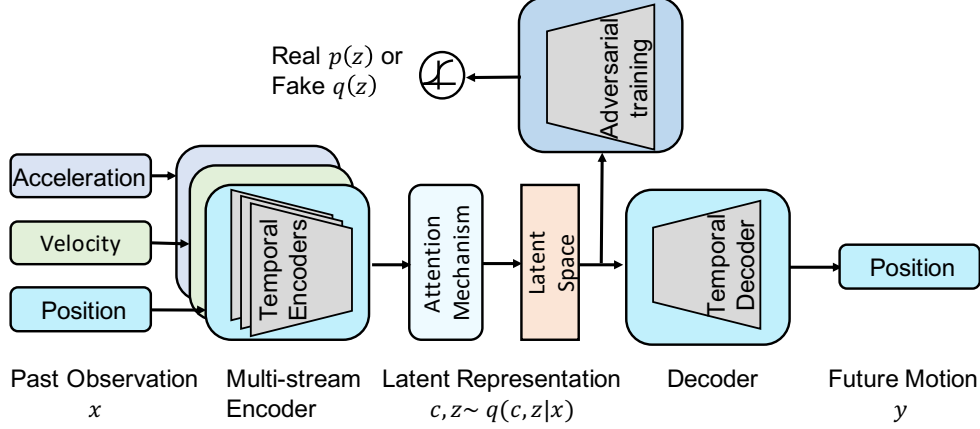 Real p(z) or
Fake q(z)
Adversarial
training
Acceleration
Velocity
Position
Temporal
Encoders
Attention
Mechanism
Latent
Space
Temporal
Decoder
Position
Past Observation
x
Multi-stream
Encoder
Latent Representation
c, z~ q(c, z|x)
Decoder
Future Motion
y